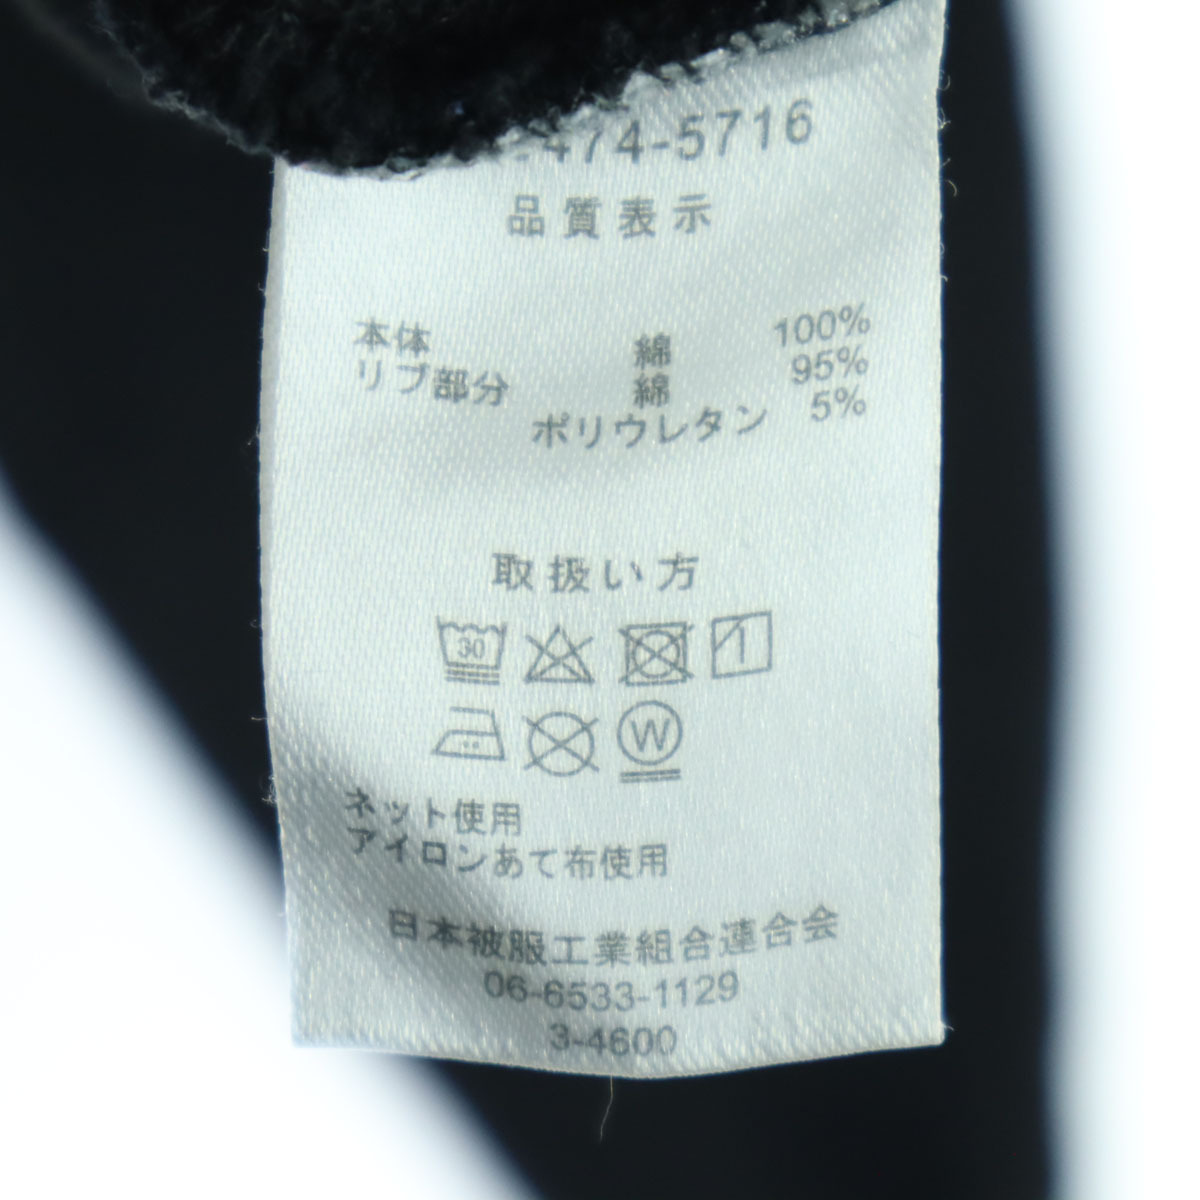 474-5716
品質表示
本体 綿 100%
リブ部分 綿 95%
ポリウレタン 5%
取扱い方
30
W
ネット使用
アイロンあて布使用
日本被服工業組合連合会
06-6533-1129
3-4600